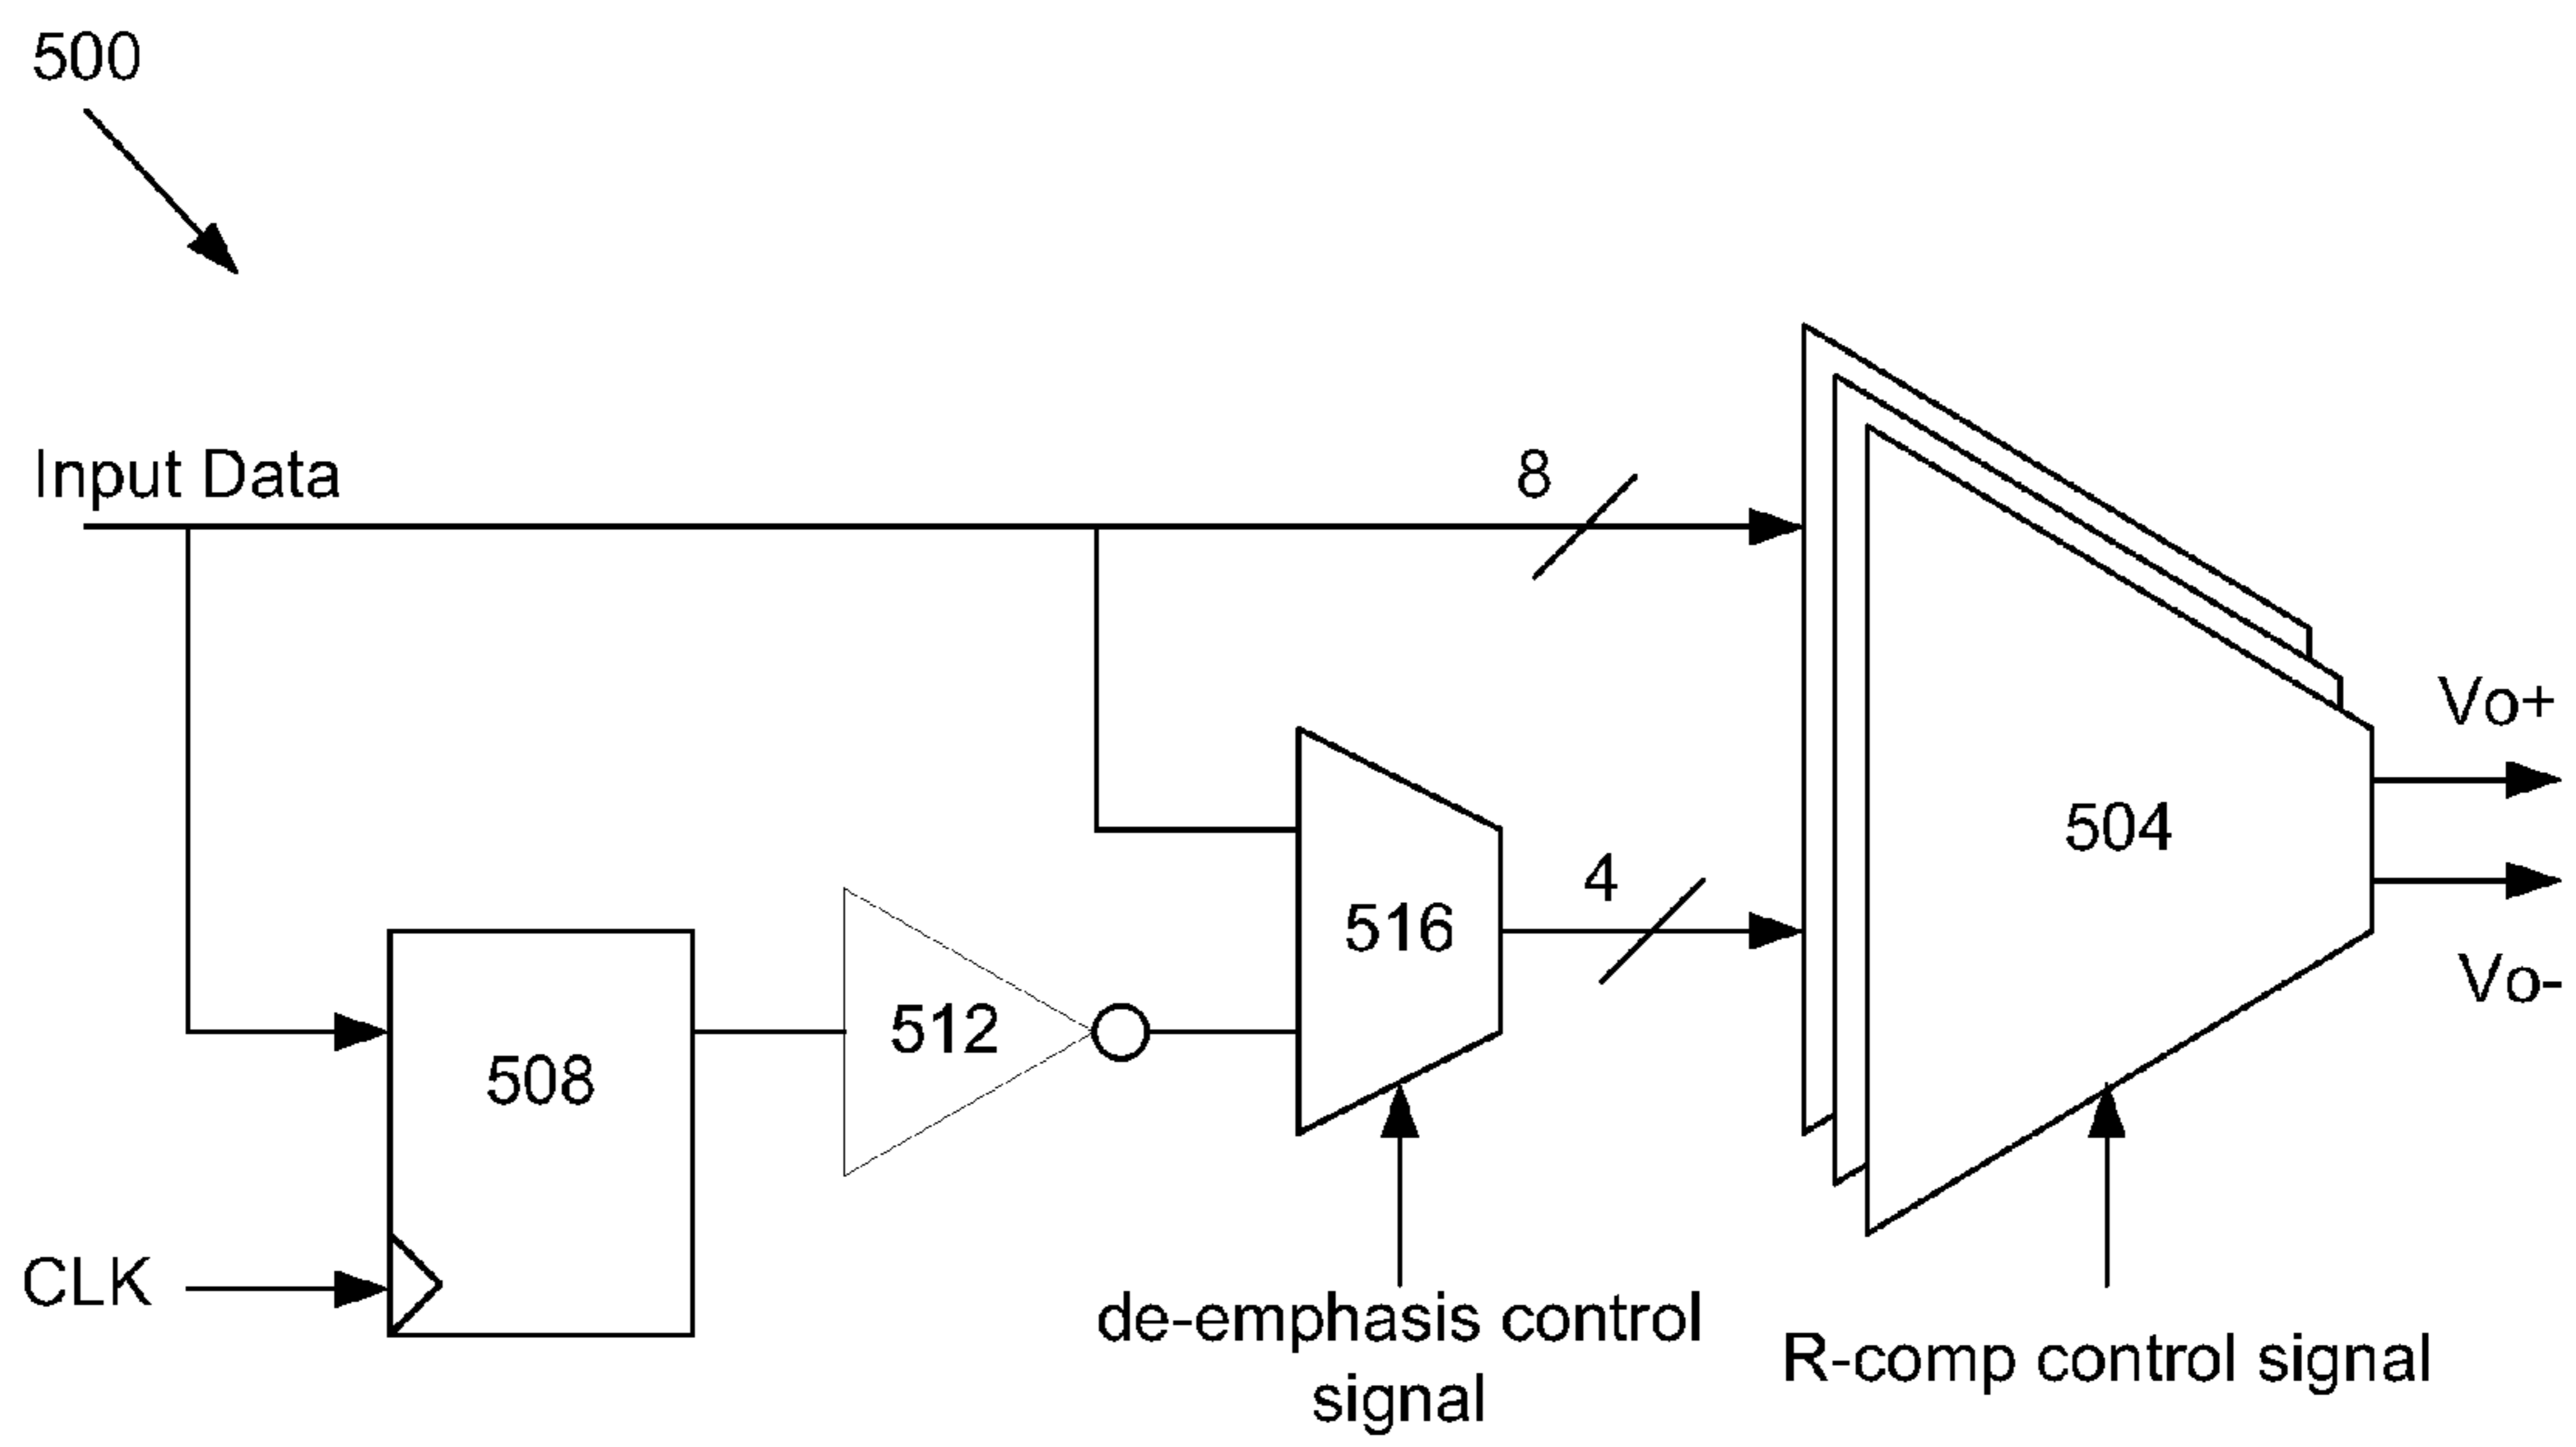 500
Input Data
8
Vo+
504
4
516
512
508
Vo-
CLK
de-emphasis control
signal
R-comp control signal